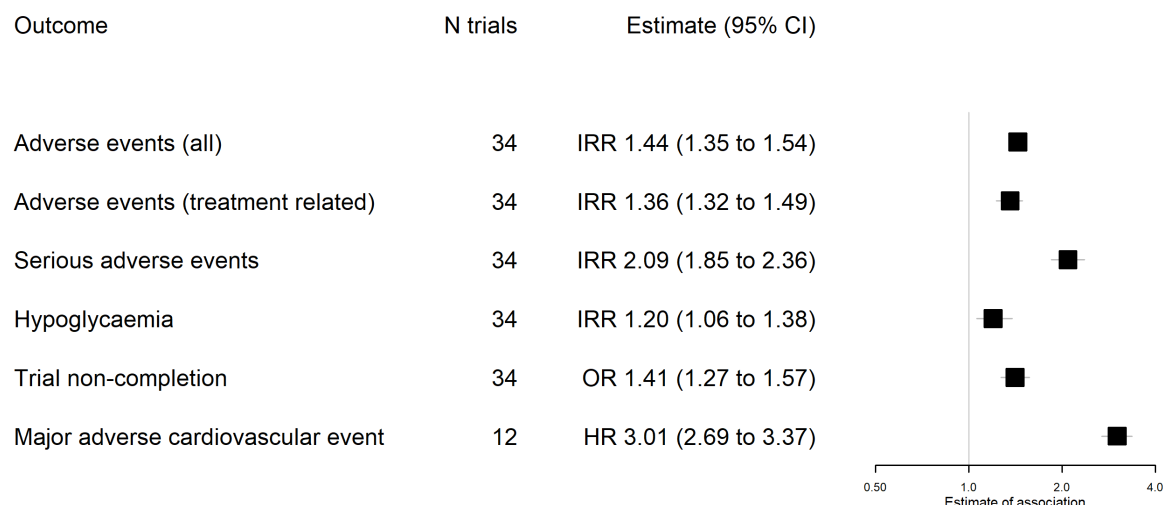 Outcome N trials Estimate (95% CI)
Adverse events (all) 34 IRR 1.44 (1.35 to 1.54)
Adverse events (treatment related) 34 IRR 1.36 (1.32 to 1.49)
Serious adverse events 34 IRR 2.09 (1.85 to 2.36)
Hypoglycaemia 34 IRR 1.20 (1.06 to 1.38)
Trial non-completion 34 OR 1.41 (1.27 to 1.57)
Major adverse cardiovascular event 12 HR 3.01 (2.69 to 3.37)
0.50 1.0 2.0 4.0
Estimate of association